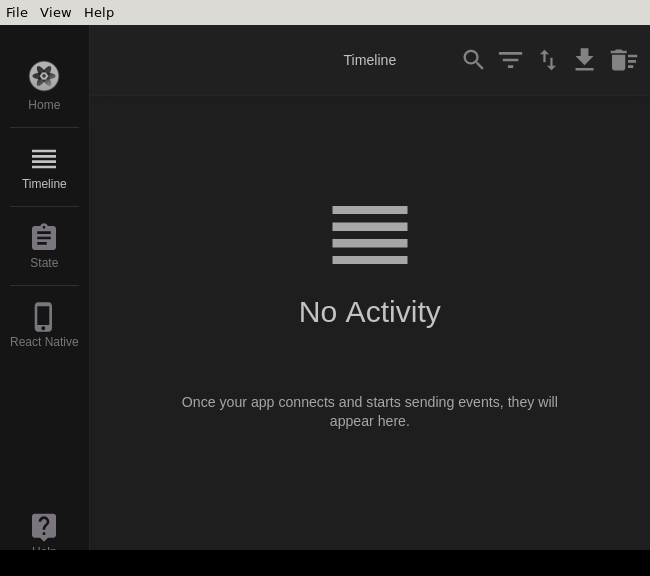 File View Help
Timeline
Home
Timeline
State
React Native
No Activity
Once your app connects and starts sending events, they will
appear here.
Help